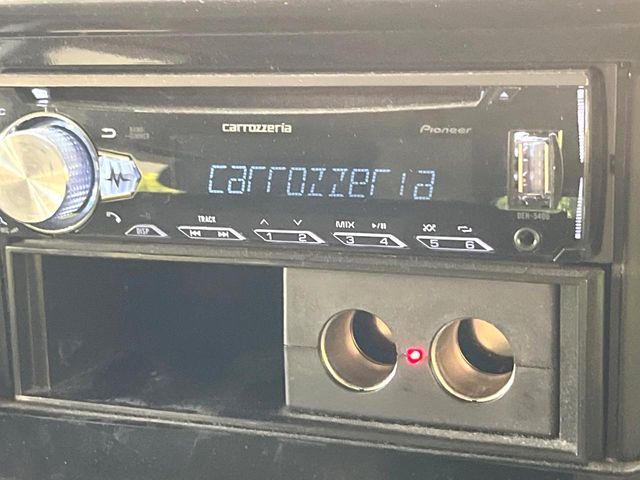 carrozzeria Pioneer
carrozzeria
DEH-5400
DISP TRACK MIX
1 2 3 4 5 6